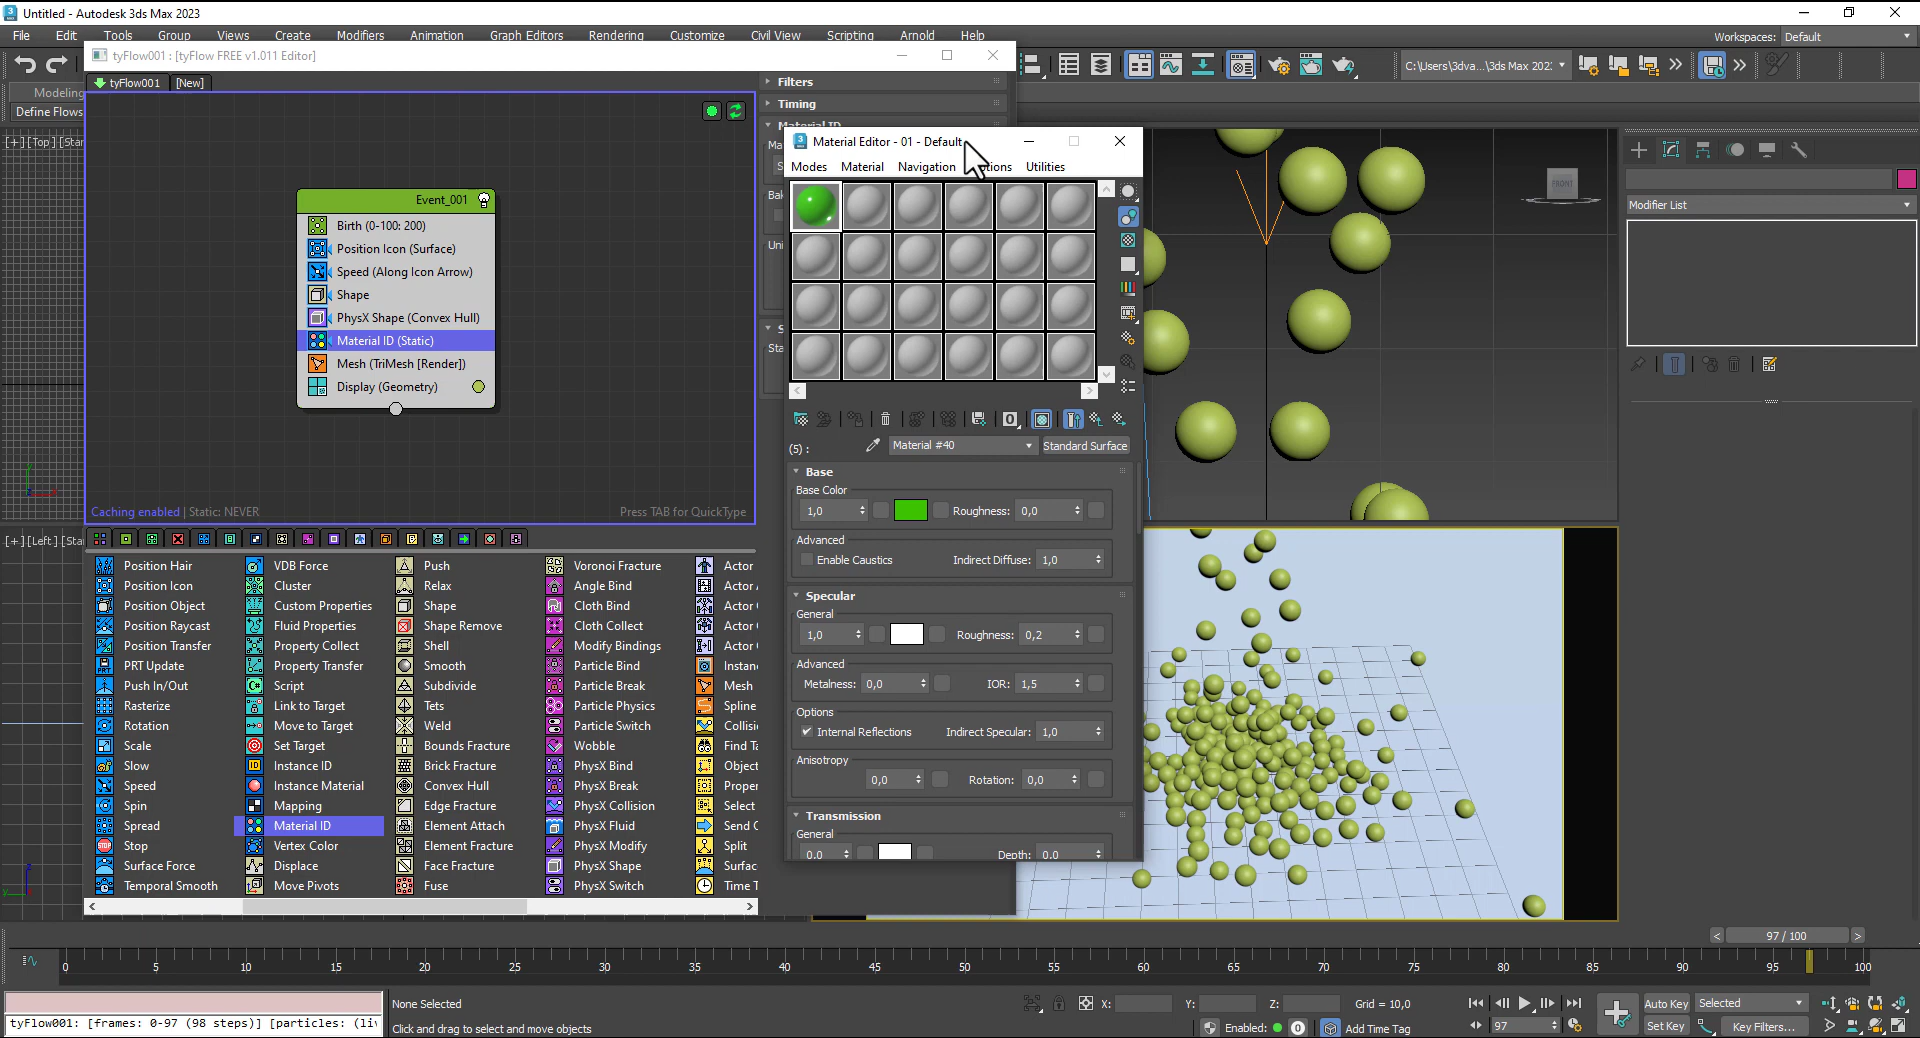 Untitled - Autodesk 3ds Max 2023
File Edit Tools Group Views Create Modifiers Animation Graph Editors Rendering Customize Civil View Scripting Arnold Help
Workspaces: Default
tyFlow001 : [tyFlow FREE v1.011 Editor]
C:\Users\3dva...\3ds Max 202
tyFlow001 [New]
Modeling
Define Flows
[+] [Top]
Filters
Timing
Material ID
Material Editor - 01 - Default
Modes Material Navigation Utilities
Event_001
Birth (0-100: 200)
Position Icon (Surface)
Speed (Along Icon Arrow)
Shape
PhysX Shape (Convex Hull)
Material ID (Static)
Mesh (TriMesh [Render])
Display (Geometry)
Caching enabled | Static: NEVER
Press TAB for QuickType
FRONT
Modifier List
(5) : Material #40 Standard Surface
Base
Base Color
1,0 Roughness: 0,0
Advanced
Enable Caustics Indirect Diffuse: 1,0
Specular
General
1,0 Roughness: 0,2
Advanced
Metalness: 0,0 IOR: 1,5
Options
Internal Reflections Indirect Specular: 1,0
Anisotropy
0,0 Rotation: 0,0
Transmission
General
0,0 Depth: 0,0
[+] [Left]
Position Hair VDB Force Push Voronoi Fracture Actor
Position Icon Cluster Relax Angle Bind Actor
Position Object Custom Properties Shape Cloth Bind Actor
Position Raycast Fluid Properties Shape Remove Cloth Collect Actor
Position Transfer Property Collect Shell Modify Bindings Actor
PRT Update Property Transfer Smooth Particle Bind
Push In/Out Script Subdivide Particle Break Mesh
Rasterize Link to Target Tets Particle Physics Spline
Rotation Move to Target Weld Particle Switch
Scale Set Target Bounds Fracture Wobble
Slow Instance ID Brick Fracture PhysX Bind
Speed Instance Material Convex Hull PhysX Break
Spin Mapping Edge Fracture PhysX Collision Select
Spread Material ID Element Attach PhysX Fluid
Stop Vertex Color Element Fracture PhysX Modify Split
Surface Force Displace Face Fracture PhysX Shape
Temporal Smooth Move Pivots Fuse PhysX Switch
97 / 100
0 5 10 15 20 25 30 35 40 45 50 55 60 65 70 75 80 85 90 95 100
None Selected
X: Y: Z: Grid = 10,0
Auto Key Selected
tyFlow001: [frames: 0-97 (98 steps)] [particles:
Click and drag to select and move objects
Enabled: 0 Add Time Tag
97
Set Key Key Filters...